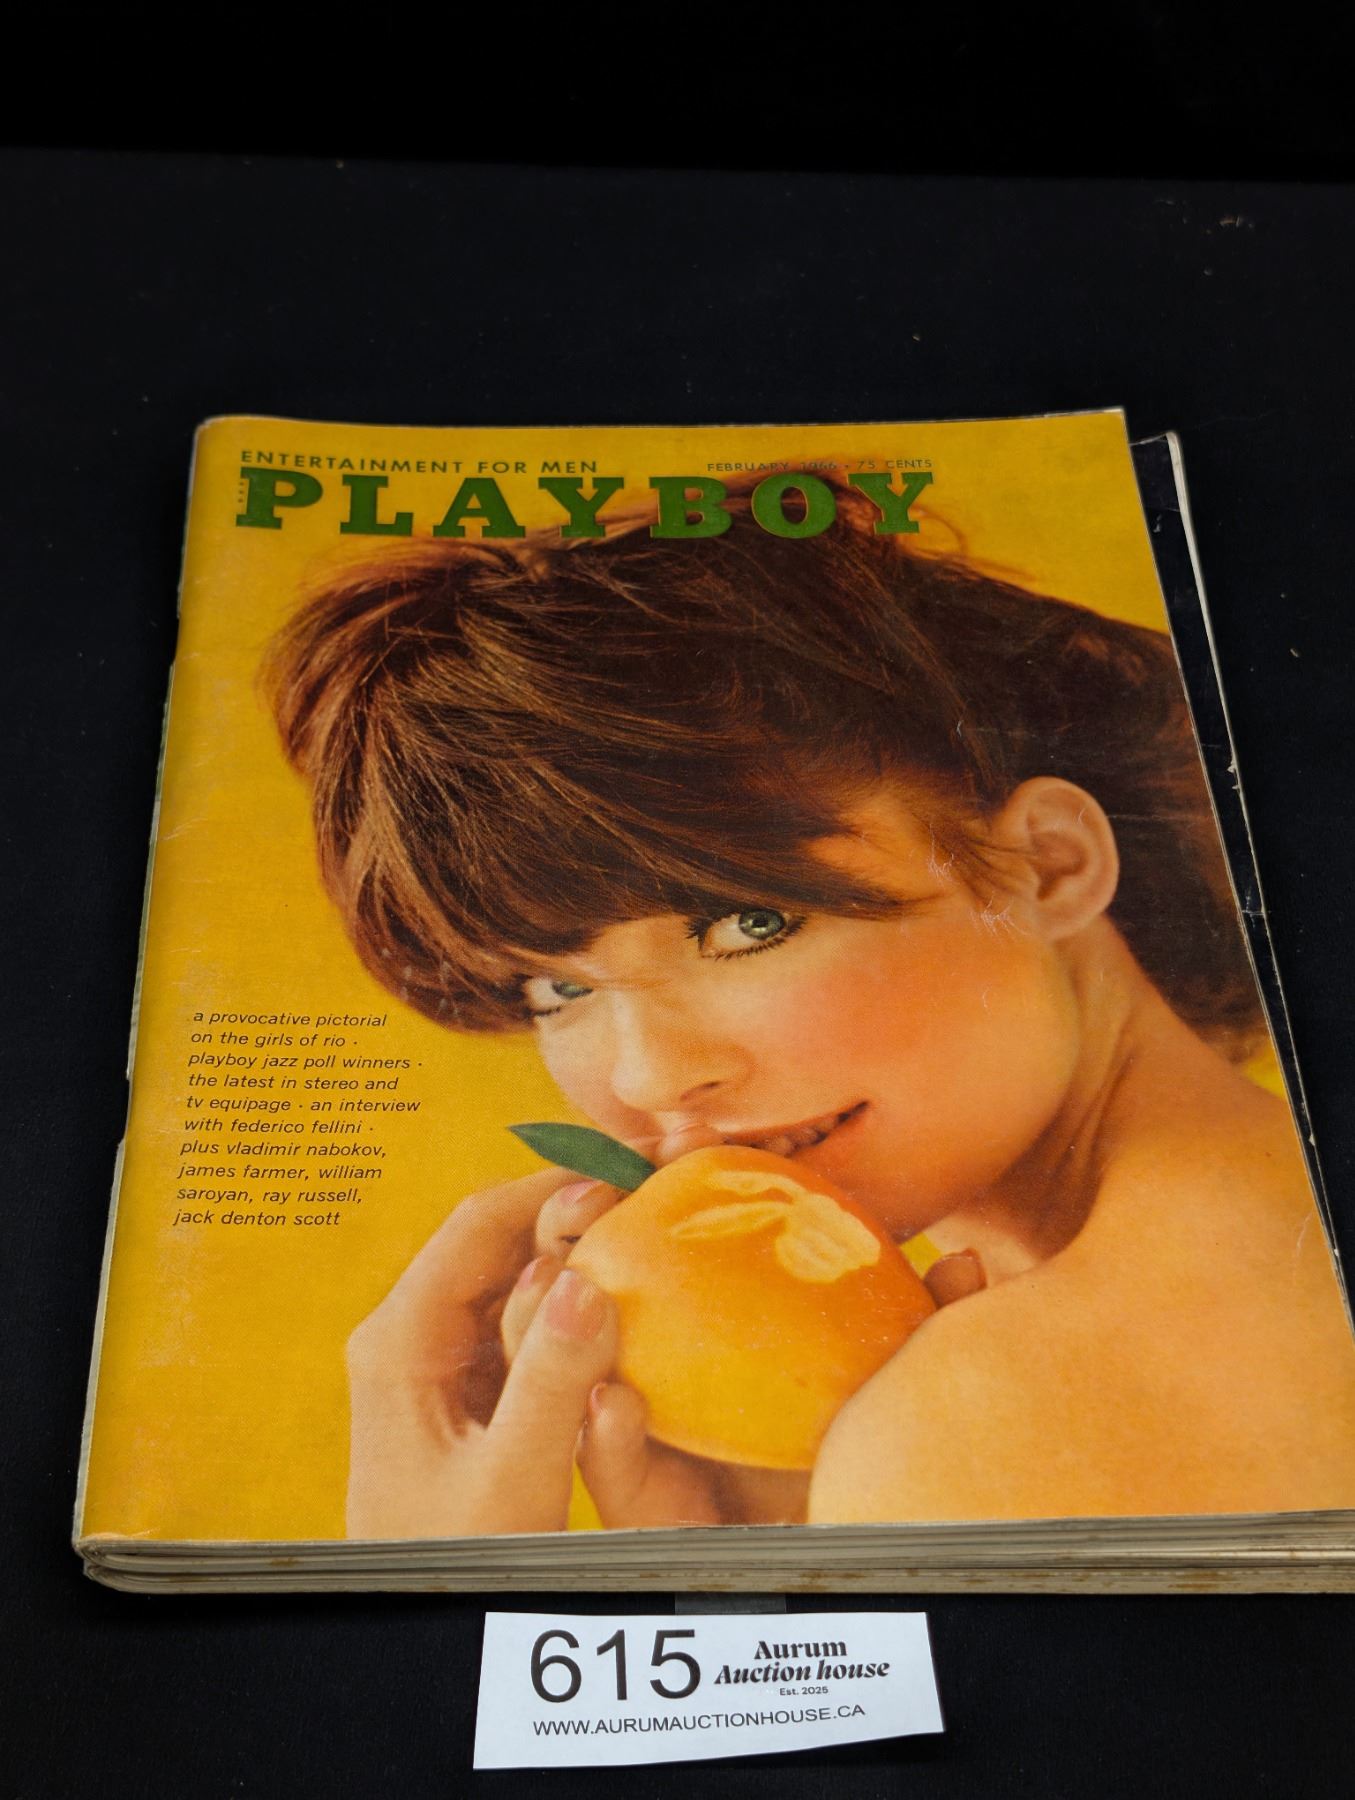 ENTERTAINMENT FOR MEN
FEBRUARY 1966 • 75 CENTS
PLAYBOY
a provocative pictorial
on the girls of rio •
playboy jazz poll winners •
the latest in stereo and
tv equipage • an interview
with federico fellini •
plus vladimir nabokov,
james farmer, william
saroyan, ray russell,
jack denton scott
615
Aurum
Auction house
Est. 2025
WWW.AURUMAUCTIONHOUSE.CA